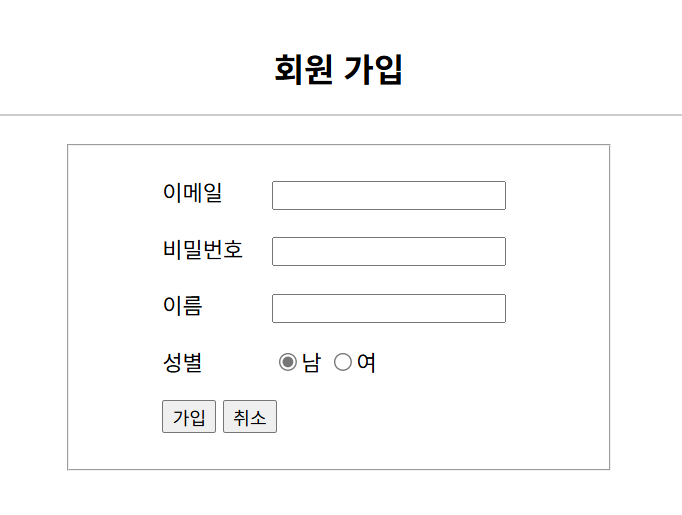 회원 가입
이메일
비밀번호
이름
성별 남 여
가입 취소